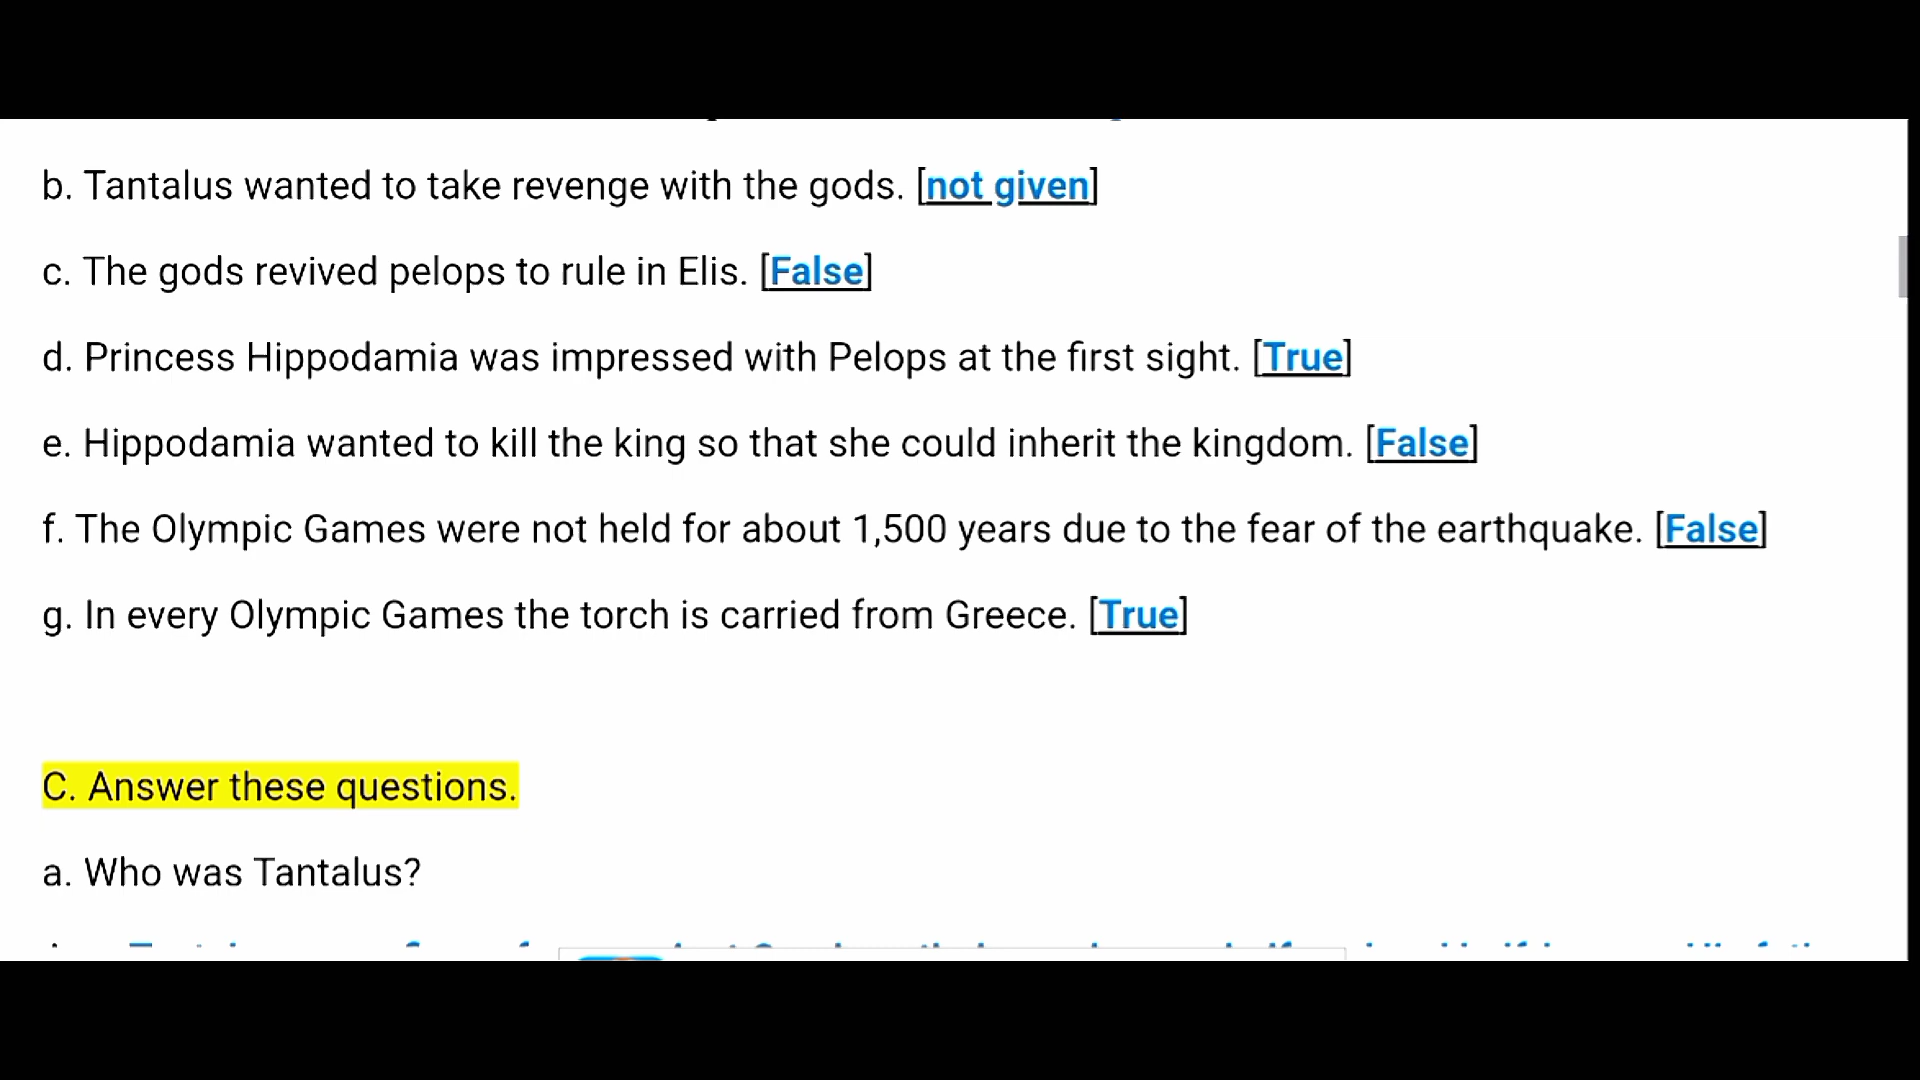 b. Tantalus wanted to take revenge with the gods. [not given]
c. The gods revived pelops to rule in Elis. [False]
d. Princess Hippodamia was impressed with Pelops at the first sight. [True]
e. Hippodamia wanted to kill the king so that she could inherit the kingdom. [False]
f. The Olympic Games were not held for about 1,500 years due to the fear of the earthquake. [False]
g. In every Olympic Games the torch is carried from Greece. [True]
C. Answer these questions.
a. Who was Tantalus?